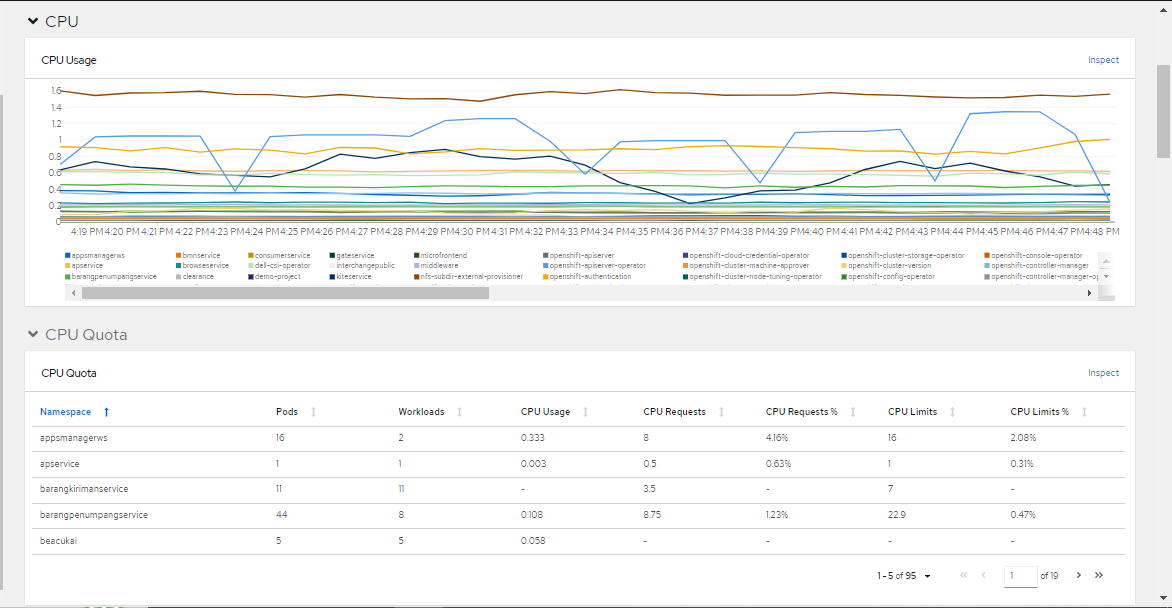 CPU
CPU Usage Inspect
1.6
1.4
1.2
1
0.8
0.6
0.4
0.2
0
4:19 PM 4:20 PM 4:21 PM 4:22 PM 4:23 PM 4:24 PM 4:25 PM 4:26 PM 4:27 PM 4:28 PM 4:29 PM 4:30 PM 4:31 PM 4:32 PM 4:33 PM 4:34 PM 4:35 PM 4:36 PM 4:37 PM 4:38 PM 4:39 PM 4:40 PM 4:41 PM 4:42 PM 4:43 PM 4:44 PM 4:45 PM 4:46 PM 4:47 PM 4:48 PM
appsmanagerws bmnservice consumerservice gateservice microfrontend openshift-apiserver openshift-cloud-credential-operator openshift-cluster-storage-operator openshift-console-operator
apservice browseservice dell-csi-operator interchangepublic middleware openshift-apiserver-operator openshift-cluster-machine-approver openshift-cluster-version openshift-controller-manager
barangpenumpangservice clearance demo-project kiteservice nfs-subdir-external-provisioner openshift-authentication openshift-cluster-node-tuning-operator openshift-config-operator openshift-controller-manager-op
CPU Quota
CPU Quota Inspect
Namespace Pods Workloads CPU Usage CPU Requests CPU Requests % CPU Limits CPU Limits %
appsmanagerws 16 2 0.333 8 4.16% 16 2.08%
apservice 1 1 0.003 0.5 0.63% 1 0.31%
barangkirimanservice 11 11 - 3.5 - 7 -
barangpenumpangservice 44 8 0.108 8.75 1.23% 22.9 0.47%
beacukai 5 5 0.058 - - - -
1 - 5 of 95 1 of 19